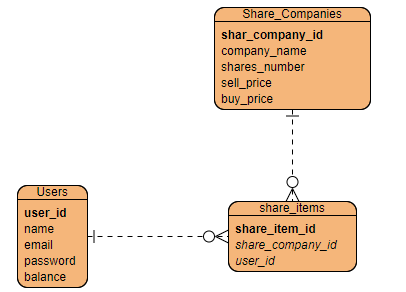 Share_Companies
shar_company_id
company_name
shares_number
sell_price
buy_price
Users
user_id
name
email
password
balance
share_items
share_item_id
share_company_id
user_id